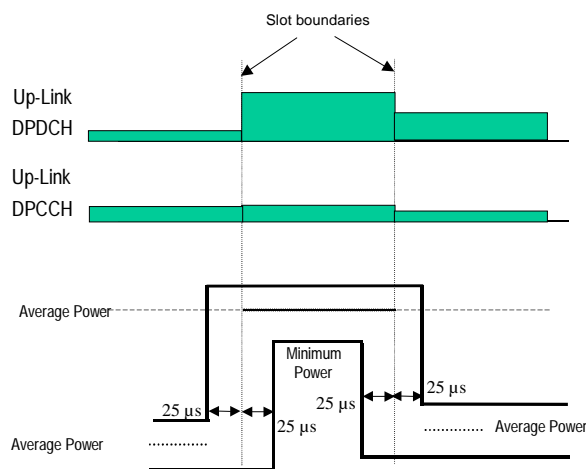 Slot boundaries
Up-Link
DPDCH
Up-Link
DPCCH
Average Power
Minimum
Power
25 µs
25 µs
25 µs
25 µs
Average Power
Average Power